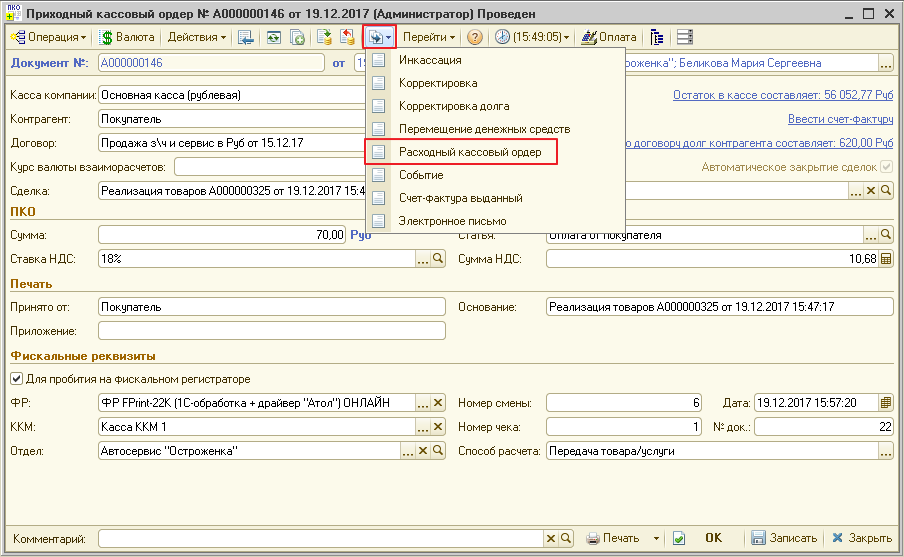 Приходный кассовый ордер № А000000146 от 19.12.2017 (Администратор) Проведен
Операция Валюта Действия Перейти (15:49:05) Оплата
Документ №: А000000146 от 19 роженка"; Беликова Мария Сергеевна ...
Инкассация
Корректировка
Корректировка долга
Перемещение денежных средств
Расходный кассовый ордер
Событие
Счет-фактура выданный
Электронное письмо
Касса компании: Основная касса (рублевая) Остаток в кассе составляет: 56 052,77 Руб
Контрагент: Покупатель Ввести счет-фактуру
Договор: Продажа з\ч и сервис в Руб от 15.12.17 о договору долг контрагента составляет: 620,00 Руб
Курс валюты взаиморасчетов: Автоматическое закрытие сделок
Сделка: Реализация товаров А000000325 от 19.12.2017 15:4 ...
ПКО
Сумма: 70,00 Руб Статья: Оплата от покупателя ...
Ставка НДС: 18% ... Сумма НДС: 10,68
Печать
Принято от: Покупатель Основание: Реализация товаров А000000325 от 19.12.2017 15:47:17
Приложение:
Фискальные реквизиты
Для пробития на фискальном регистраторе
ФР: ФР FPrint-22K (1С-обработка + драйвер "Атол") ОНЛАЙН ... Номер смены: 6 Дата: 19.12.2017 15:57:20
ККМ: Касса ККМ 1 ... Номер чека: 1 № док.: 22
Отдел: Автосервис "Остроженка" ... Способ расчета: Передача товара/услуги ...
Комментарий: Печать OK Записать Закрыть